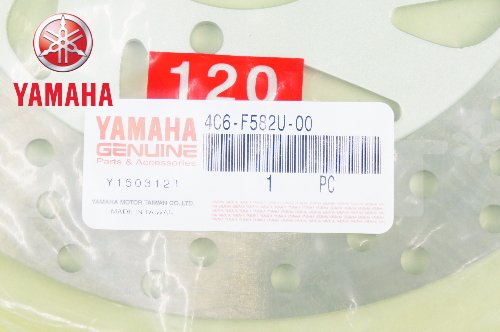 YAMAHA
120
YAMAHA
GENUINE
Parts & Accessories
4C6-F582U-00
Y1503121
1 PC
YAMAHA MOTOR TAIWAN CO.,LTD.
MADE IN TAIWAN